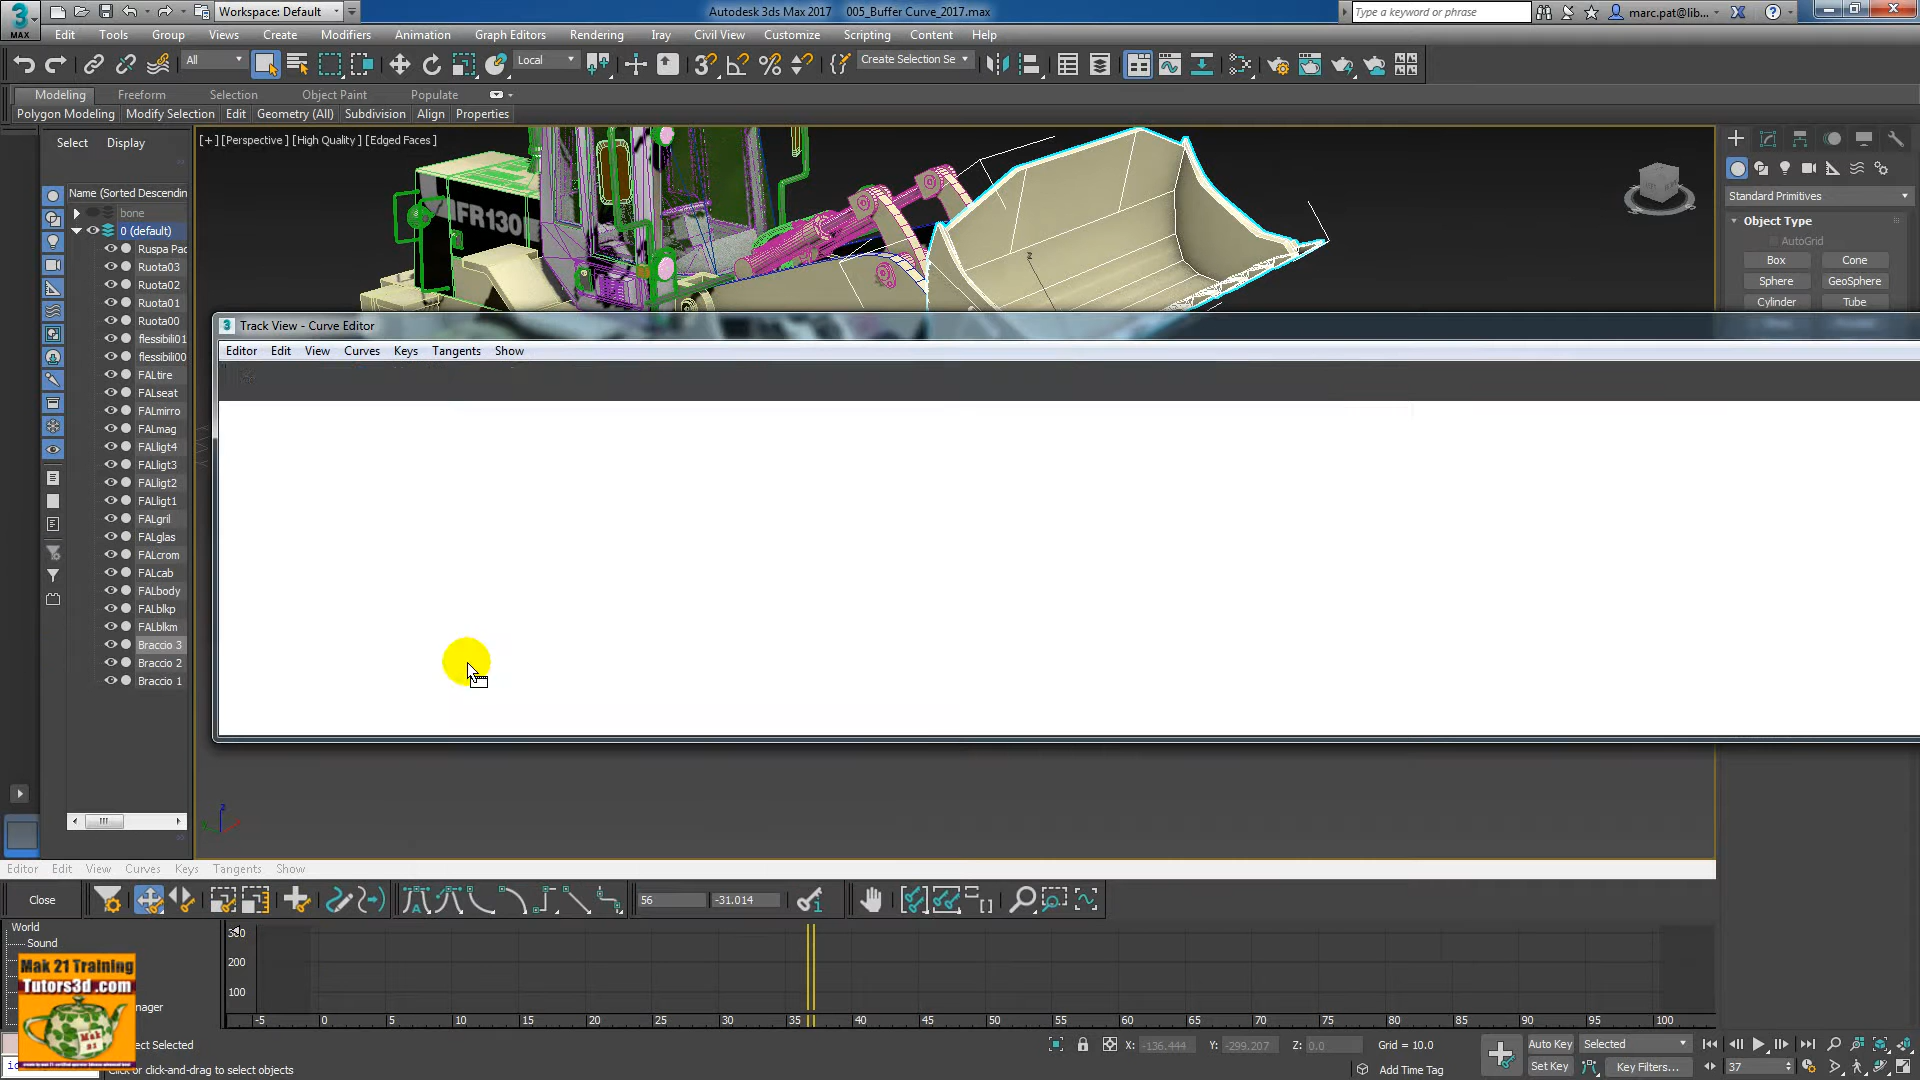 3 MAX Workspace: Default Autodesk 3ds Max 2017 005_Buffer Curve_2017.max Type a keyword or phrase marc.pat@lib...
Edit Tools Group Views Create Modifiers Animation Graph Editors Rendering Iray Civil View Customize Scripting Content Help
All Local Create Selection Se
Modeling Freeform Selection Object Paint Populate
Polygon Modeling Modify Selection Edit Geometry (All) Subdivision Align Properties
Select Display
[+] [Perspective ] [High Quality ] [Edged Faces ]
Name (Sorted Descendin
bone
0 (default)
Ruspa Pac
Ruota03
Ruota02
Ruota01
Ruota00
flessibili01
flessibili00
FALtire
FALseat
FALmirro
FALmag
FALligt4
FALligt3
FALligt2
FALligt1
FALgril
FALglas
FALcrom
FALcab
FALbody
FALblkp
FALblkm
Braccio 3
Braccio 2
Braccio 1
FR130
z
Standard Primitives
Object Type
AutoGrid
Box Cone
Sphere GeoSphere
Cylinder Tube
3 Track View - Curve Editor
Editor Edit View Curves Keys Tangents Show
z
Editor Edit View Curves Keys Tangents Show
Close 56 -31.014
World
Sound
nager
200
100
-5 0 5 10 15 20 25 30 35 40 45 50 55 60 65 70 75 80 85 90 95 100
Mak 21 Training
Tutors3d .com
Mak 21
ect Selected X: -136.444 Y: -299.207 Z: 0.0 Grid = 10.0 Auto Key Selected
Click or click-and-drag to select objects Add Time Tag Set Key Key Filters... 37